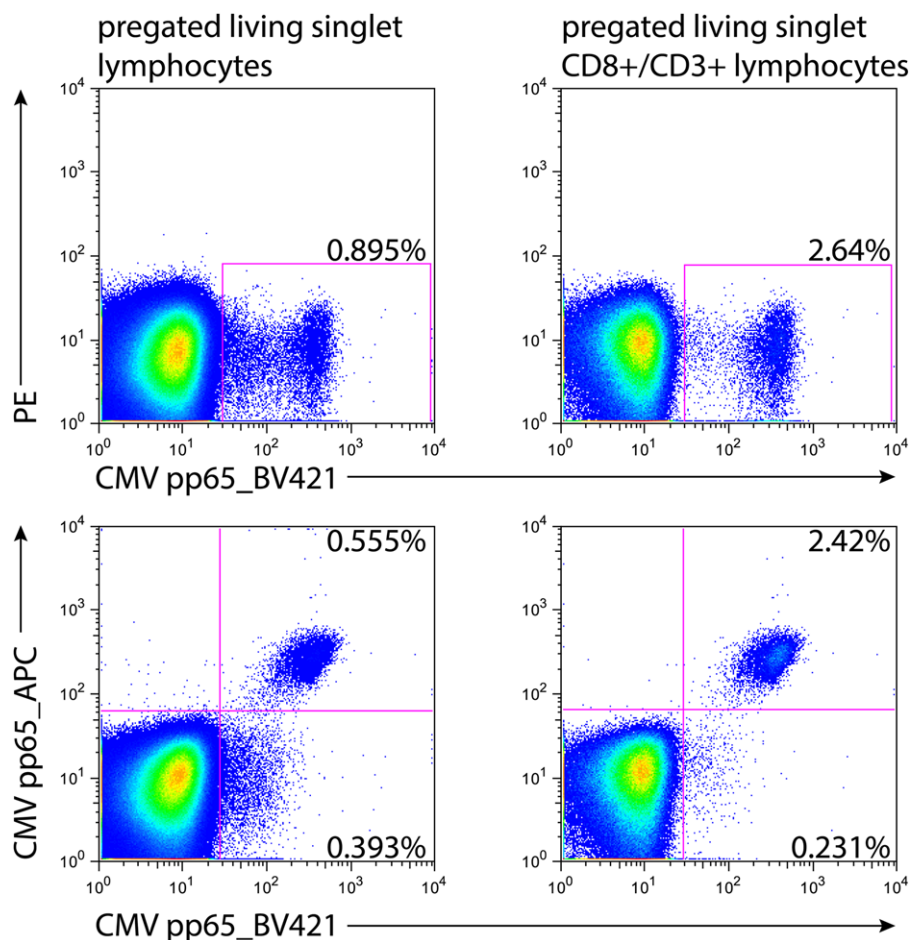 pregated living singlet
lymphocytes
pregated living singlet
CD8+/CD3+ lymphocytes
10⁴
10³
10²
10¹
10⁰
0.895%
10⁰ 10¹ 10² 10³ 10⁴
10⁴
10³
10²
10¹
10⁰
2.64%
10⁰ 10¹ 10² 10³ 10⁴
PE
CMV pp65_BV421
10⁴
10³
10²
10¹
10⁰
0.555%
0.393%
10⁰ 10¹ 10² 10³ 10⁴
10⁴
10³
10²
10¹
10⁰
2.42%
0.231%
10⁰ 10¹ 10² 10³ 10⁴
CMV pp65_APC
CMV pp65_BV421